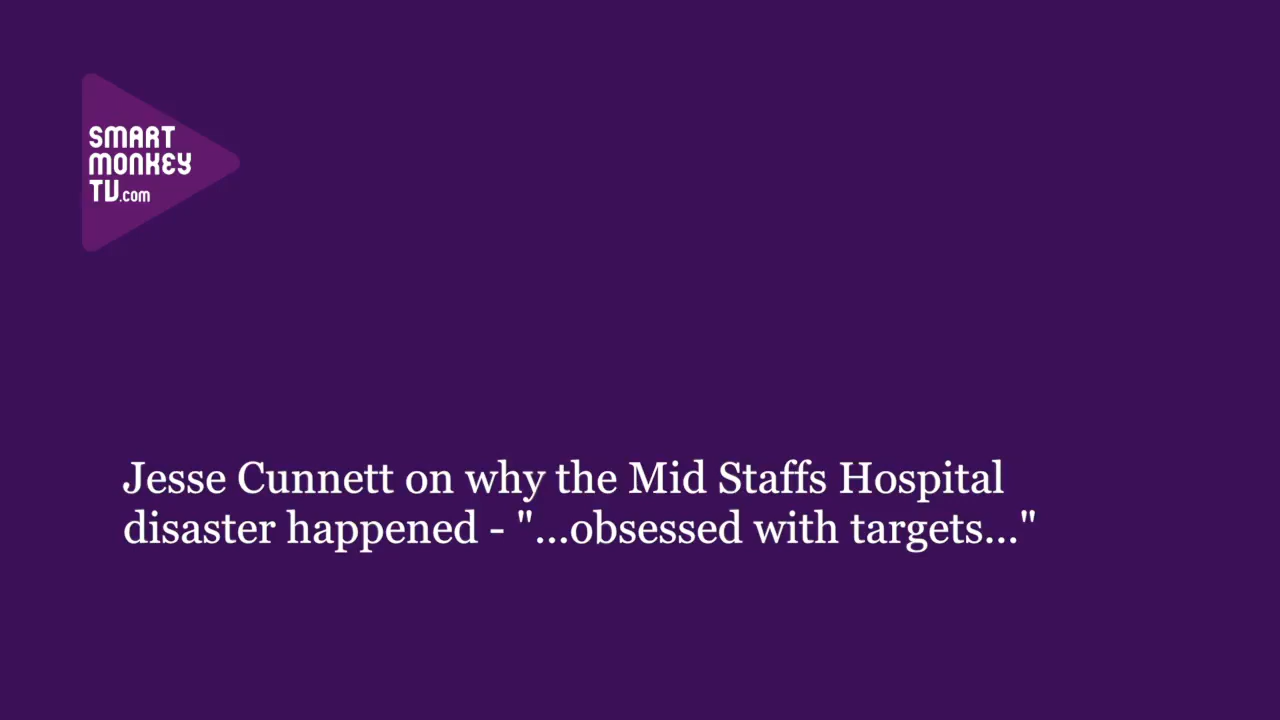 SMART
MONKEY
TV.com
Jesse Cunnett on why the Mid Staffs Hospital
disaster happened - "...obsessed with targets..."